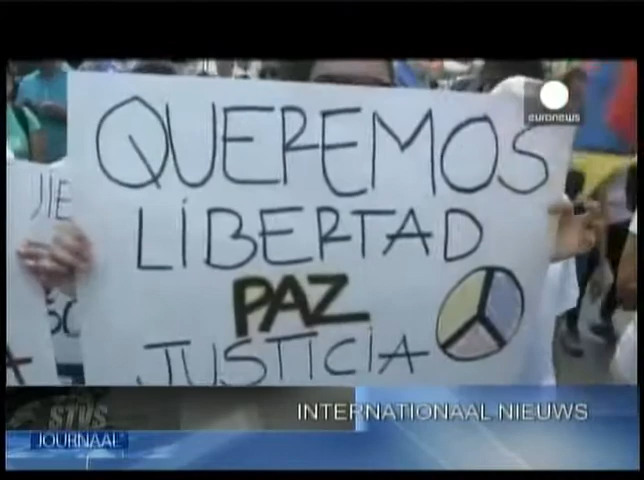 euronews
QUEREMOS
LIBERTAD
PAZ
JUSTICIA
INTERNATIONAAL NIEUWS
STVS
JOURNAAL